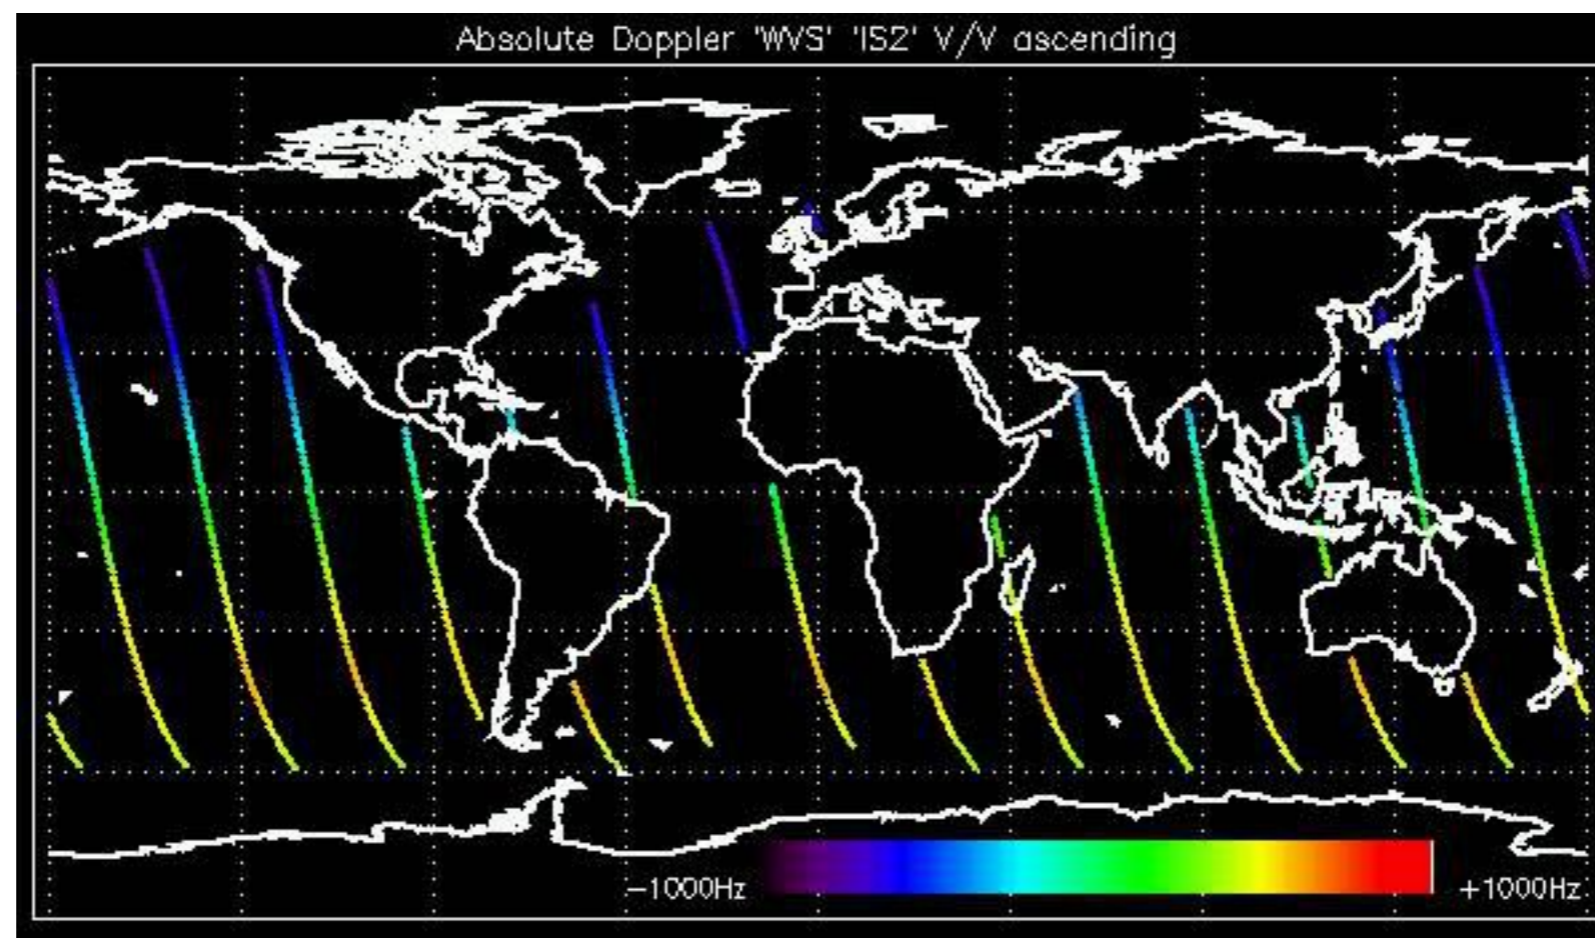 Absolute Doppler 'WVS' 'IS2' V/V ascending
−1000Hz
+1000Hz